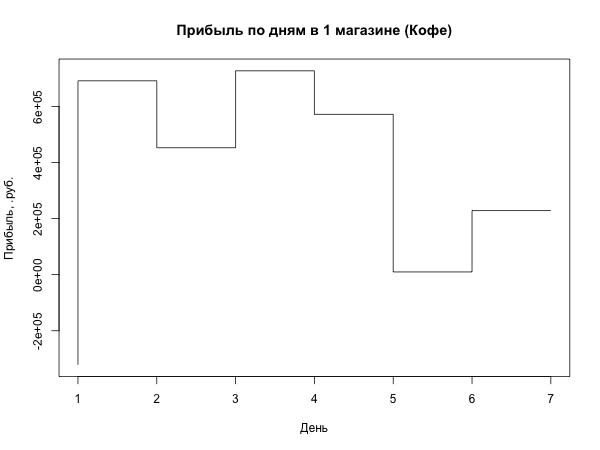 Прибыль по дням в 1 магазине (Кофе)
Прибыль, .руб.
6e+05
4e+05
2e+05
0e+00
-2e+05
1 2 3 4 5 6 7
День